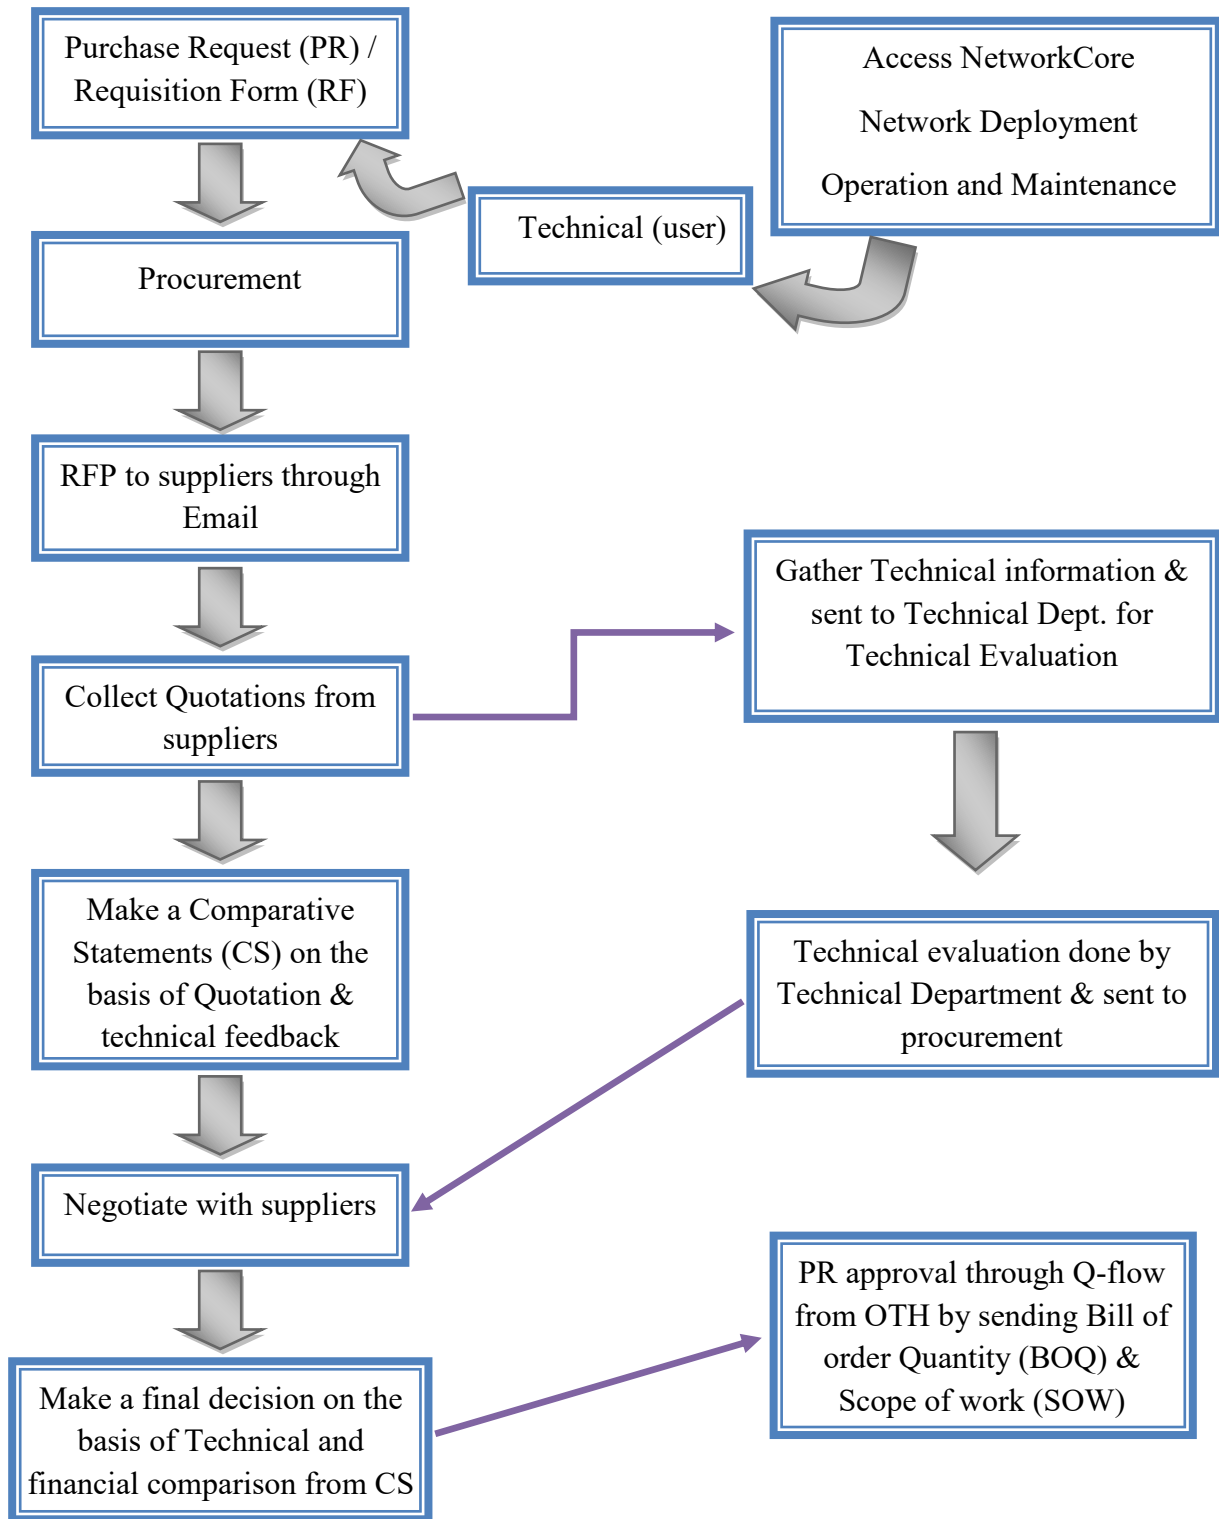 Purchase Request (PR) /
Requisition Form (RF)
Access NetworkCore
Network Deployment
Operation and Maintenance
Technical (user)
Procurement
RFP to suppliers through
Email
Gather Technical information &
sent to Technical Dept. for
Technical Evaluation
Collect Quotations from
suppliers
Make a Comparative
Statements (CS) on the
basis of Quotation &
technical feedback
Technical evaluation done by
Technical Department & sent to
procurement
Negotiate with suppliers
PR approval through Q-flow
from OTH by sending Bill of
order Quantity (BOQ) &
Scope of work (SOW)
Make a final decision on the
basis of Technical and
financial comparison from CS